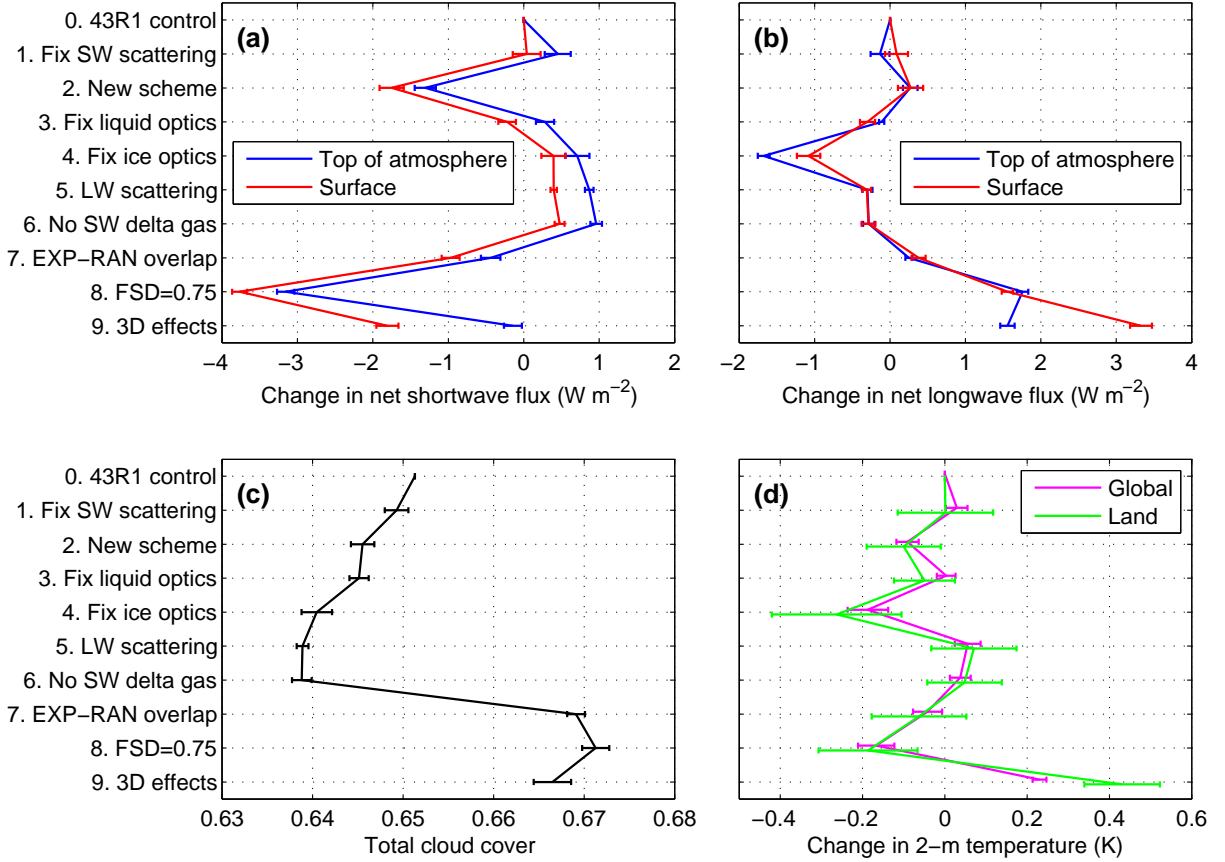 (a)
0. 43R1 control
1. Fix SW scattering
2. New scheme
3. Fix liquid optics
4. Fix ice optics
5. LW scattering
6. No SW delta gas
7. EXP−RAN overlap
8. FSD=0.75
9. 3D effects
Top of atmosphere
Surface
−4 −3 −2 −1 0 1 2
Change in net shortwave flux (W m−2)
(b)
Top of atmosphere
Surface
−2 −1 0 1 2 3 4
Change in net longwave flux (W m−2)
(c)
0. 43R1 control
1. Fix SW scattering
2. New scheme
3. Fix liquid optics
4. Fix ice optics
5. LW scattering
6. No SW delta gas
7. EXP−RAN overlap
8. FSD=0.75
9. 3D effects
0.63 0.64 0.65 0.66 0.67 0.68
Total cloud cover
(d)
Global
Land
−0.4 −0.2 0 0.2 0.4 0.6
Change in 2−m temperature (K)